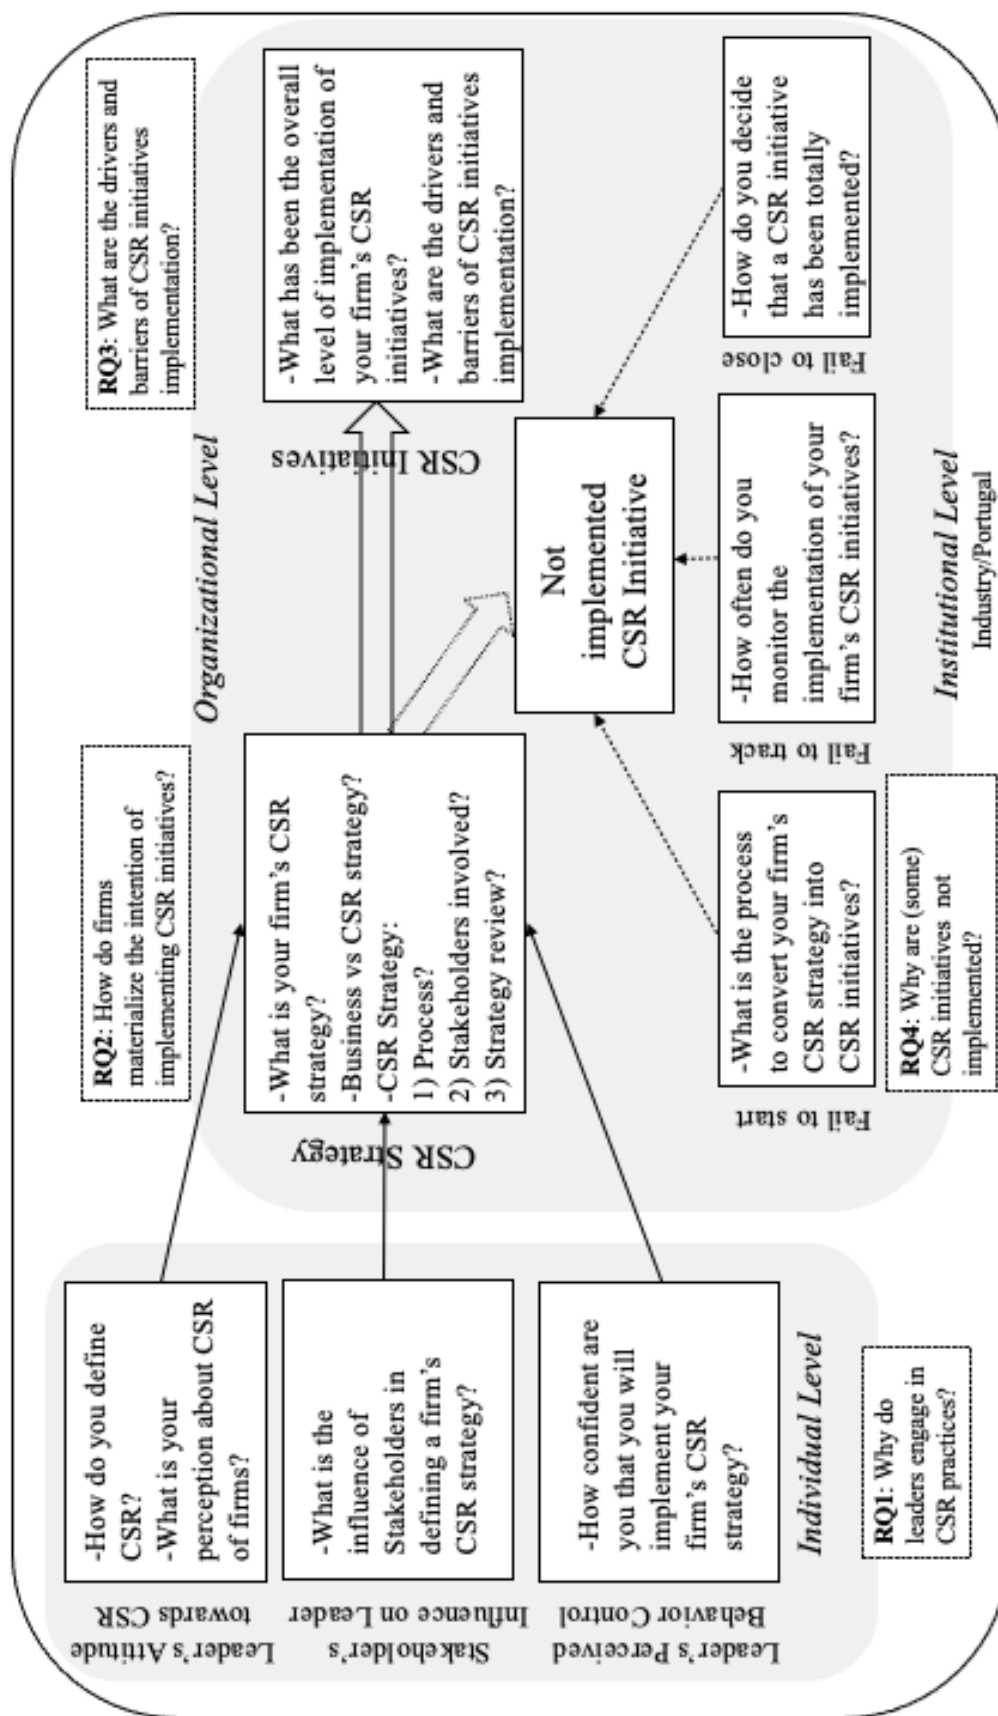 RQ2: How do firms
materialize the intention of
implementing CSR initiatives?
RQ3: What are the drivers and
barriers of CSR initiatives
implementation?
Organizational Level
Leader's Attitude
towards CSR
-How do you define
CSR?
-What is your
perception about CSR
of firms?
Stakeholder's
Influence on Leader
-What is the
influence of
Stakeholders in
defining a firm's
CSR strategy?
Leader's Perceived
Behavior Control
-How confident are
you that you will
implement your
firm's CSR
strategy?
Individual Level
RQ1: Why do
leaders engage in
CSR practices?
CSR Strategy
-What is your firm's CSR
strategy?
-Business vs CSR strategy?
-CSR Strategy:
1) Process?
2) Stakeholders involved?
3) Strategy review?
CSR Initiatives
-What has been the overall
level of implementation of
your firm's CSR
initiatives?
-What are the drivers and
barriers of CSR initiatives
implementation?
Not
implemented
CSR Initiative
Fail to start
-What is the process
to convert your firm's
CSR strategy into
CSR initiatives?
Fail to track
-How often do you
monitor the
implementation of your
firm's CSR initiatives?
Fail to close
-How do you decide
that a CSR initiative
has been totally
implemented?
RQ4: Why are (some)
CSR initiatives not
implemented?
Institutional Level
Industry/Portugal